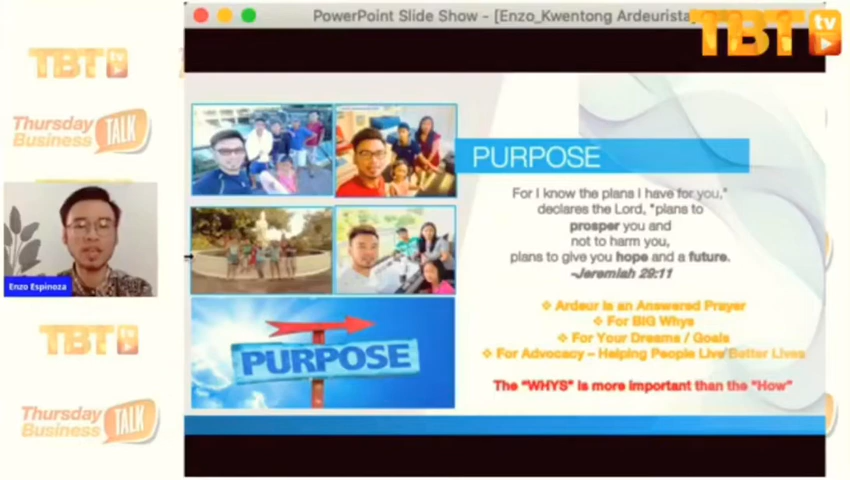 PowerPoint Slide Show - [Enzo_Kwentong Ardeurista
TBT tv
TBT
Thursday
Business TALK
Enzo Espinoza
TBT
Thursday
Business TALK
PURPOSE
For I know the plans I have for you,"
declares the Lord, "plans to
prosper you and
not to harm you,
plans to give you hope and a future.
-Jeremiah 29:11
Ardeur is an Answered Prayer
For BIG Whys
For Your Dreams / Goals
For Advocacy – Helping People Live Better Lives
The "WHYS" is more important than the "How"
PURPOSE